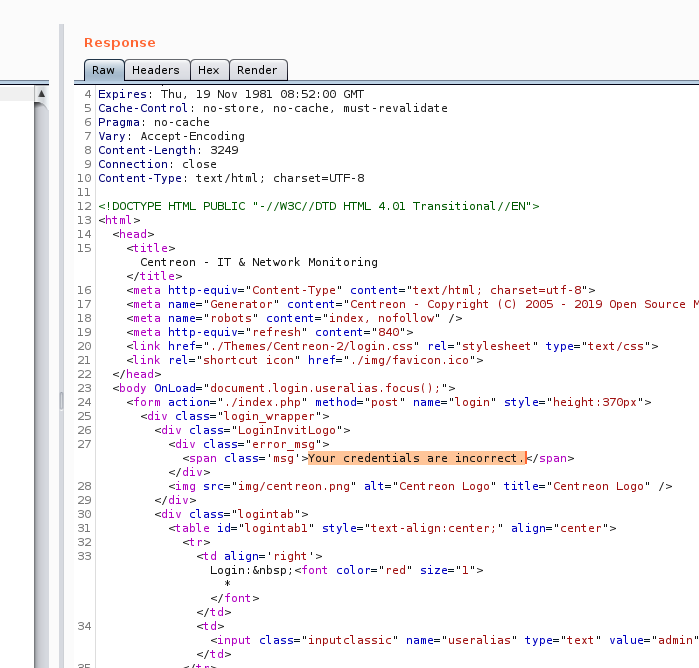 Response
Raw Headers Hex Render
4 Expires: Thu, 19 Nov 1981 08:52:00 GMT
5 Cache-Control: no-store, no-cache, must-revalidate
6 Pragma: no-cache
7 Vary: Accept-Encoding
8 Content-Length: 3249
9 Connection: close
10 Content-Type: text/html; charset=UTF-8
11
12 <!DOCTYPE HTML PUBLIC "-//W3C//DTD HTML 4.01 Transitional//EN">
13 <html>
14 <head>
15 <title>
Centreon - IT & Network Monitoring
</title>
16 <meta http-equiv="Content-Type" content="text/html; charset=utf-8">
17 <meta name="Generator" content="Centreon - Copyright (C) 2005 - 2019 Open Source M
18 <meta name="robots" content="index, nofollow" />
19 <meta http-equiv="refresh" content="840">
20 <link href="./Themes/Centreon-2/login.css" rel="stylesheet" type="text/css">
21 <link rel="shortcut icon" href="./img/favicon.ico">
22 </head>
23 <body OnLoad="document.login.useralias.focus();">
24 <form action="./index.php" method="post" name="login" style="height:370px">
25 <div class="login_wrapper">
26 <div class="LoginInvitLogo">
27 <div class="error_msg">
<span class='msg'>Your credentials are incorrect.</span>
</div>
28 <img src="img/centreon.png" alt="Centreon Logo" title="Centreon Logo" />
29 </div>
30 <div class="logintab">
31 <table id="logintab1" style="text-align:center;" align="center">
32 <tr>
33 <td align='right'>
Login:&nbsp;<font color="red" size="1">
*
</font>
</td>
34 <td>
<input class="inputclassic" name="useralias" type="text" value="admin"
</td>
35 </tr>